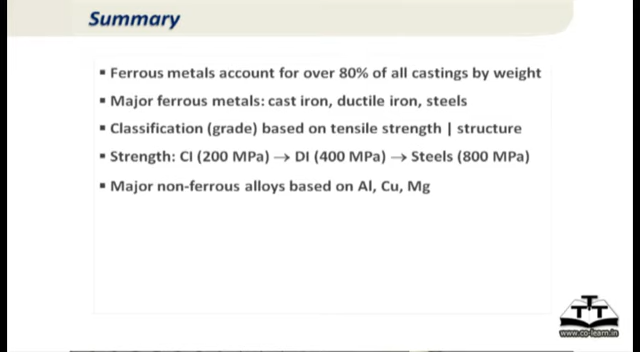 Summary
▪ Ferrous metals account for over 80% of all castings by weight
▪ Major ferrous metals: cast iron, ductile iron, steels
▪ Classification (grade) based on tensile strength | structure
▪ Strength: CI (200 MPa) → DI (400 MPa) → Steels (800 MPa)
▪ Major non-ferrous alloys based on Al, Cu, Mg
T T T
www.co-learn.in